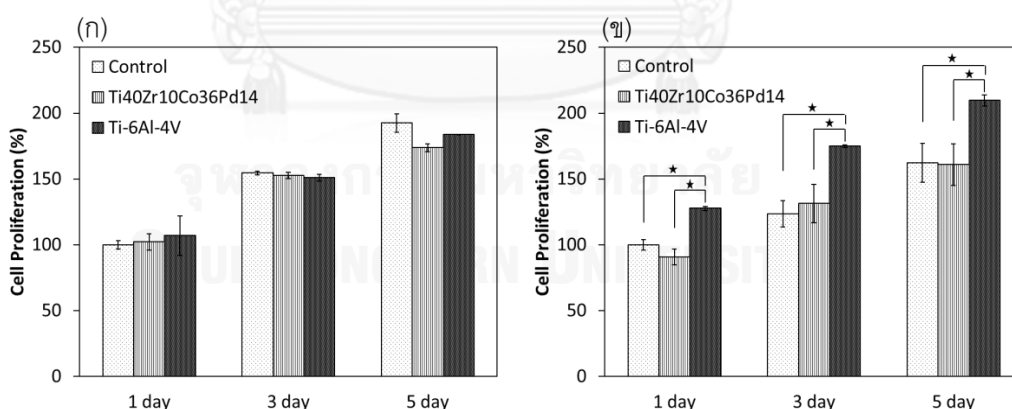 (ก)
250
200
150
100
50
0
Cell Proliferation (%)
Control
Ti40Zr10Co36Pd14
Ti-6Al-4V
1 day
3 day
5 day
(ข)
250
200
150
100
50
0
Cell Proliferation (%)
Control
Ti40Zr10Co36Pd14
Ti-6Al-4V
★
★
★
★
★
★
1 day
3 day
5 day